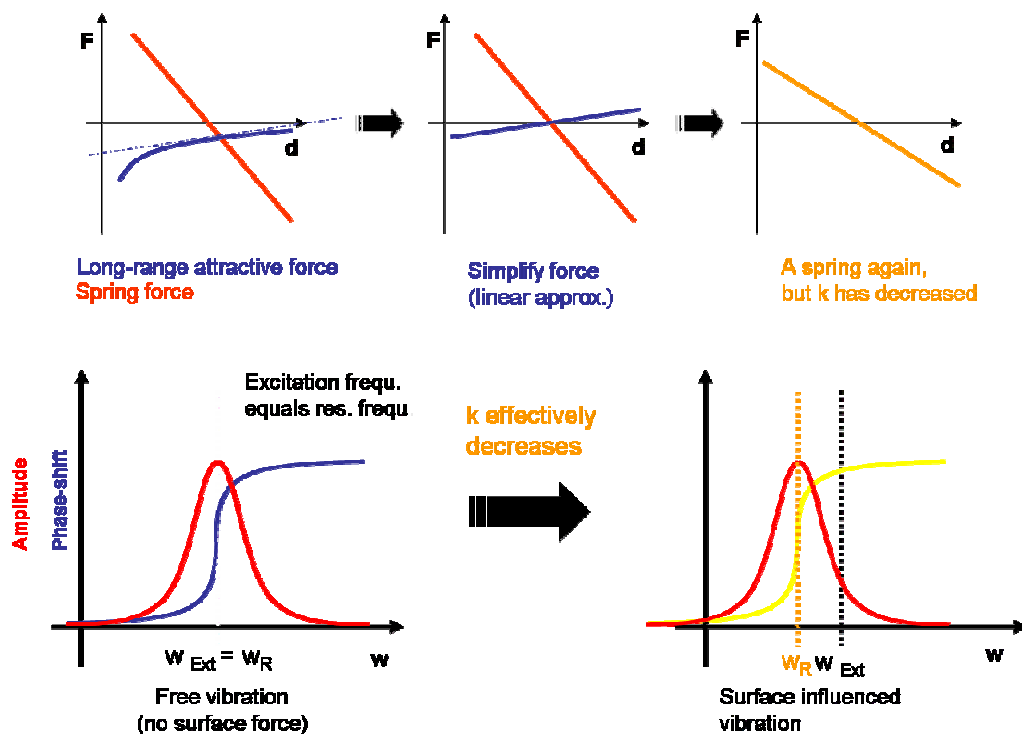 F
d
F
d
F
d
Long-range attractive force
Spring force
Simplify force
(linear approx.)
A spring again,
but k has decreased
Excitation frequ.
equals res. frequ
k effectively
decreases
Amplitude
Phase-shift
W Ext = W R
w
Free vibration
(no surface force)
W R W Ext
w
Surface influenced
vibration